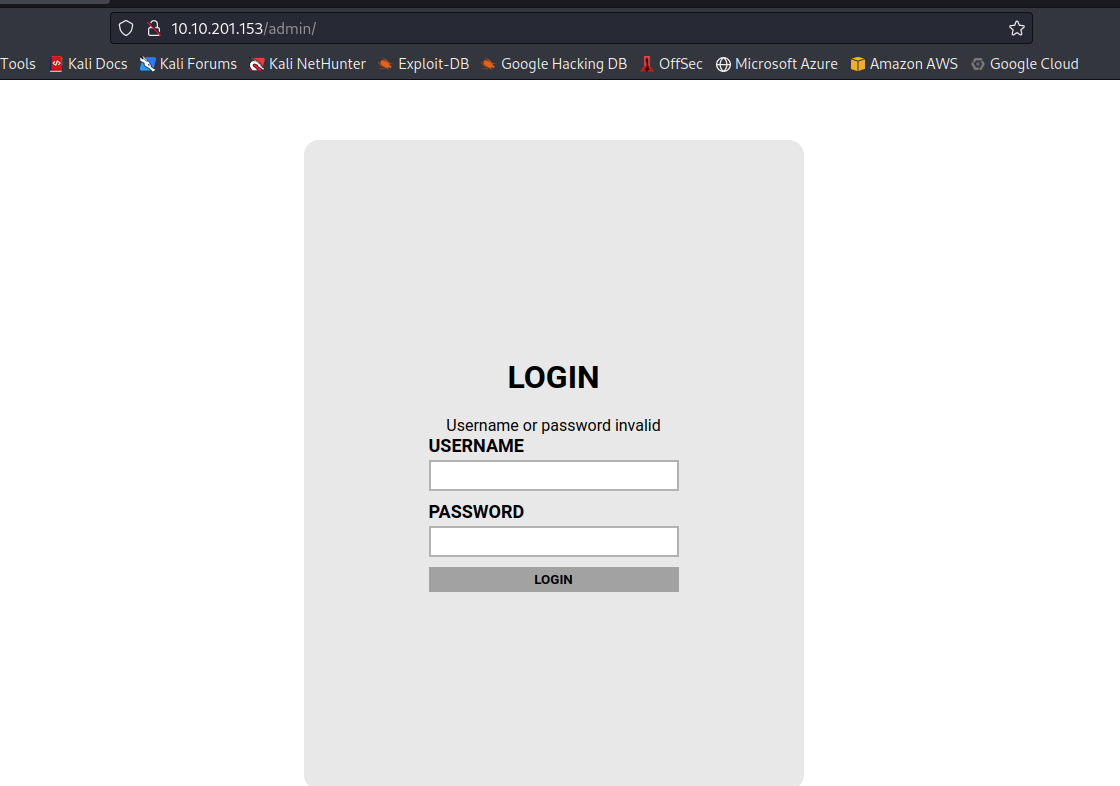 10.10.201.153/admin/
Tools Kali Docs Kali Forums Kali NetHunter Exploit-DB Google Hacking DB OffSec Microsoft Azure Amazon AWS Google Cloud
LOGIN
Username or password invalid
USERNAME
PASSWORD
LOGIN